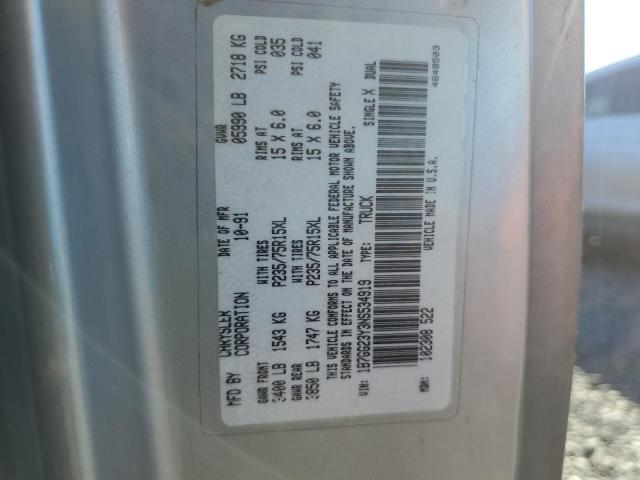 MFD BY CHRYSLER CORPORATION DATE OF MFR 10-91 GVWR 05990 LB 2718 KG
GAWR FRONT WITH TIRES RIMS AT PSI COLD
3400 LB 1543 KG P235/75R15XL 15 X 6.0 035
GAWR REAR WITH TIRES RIMS AT PSI COLD
3850 LB 1747 KG P235/75R15XL 15 X 6.0 041
THIS VEHICLE CONFORMS TO ALL APPLICABLE FEDERAL MOTOR VEHICLE SAFETY
STANDARDS IN EFFECT ON THE DATE OF MANUFACTURE SHOWN ABOVE.
VIN: 1B7GG23Y3NS534919 TYPE: TRUCK SINGLE X DUAL
MDH: 102308 522 VEHICLE MADE IN U.S.A. 4648503